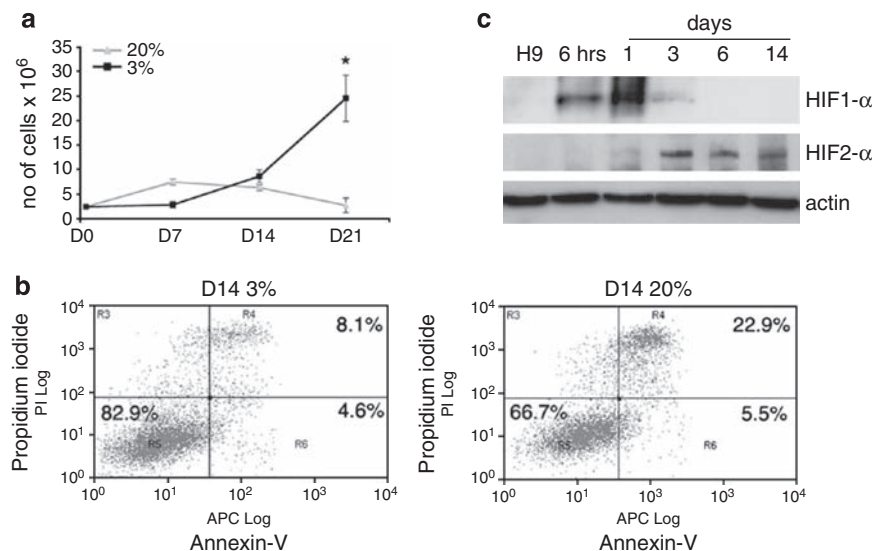 a
20%
3%
*
no of cells x 10⁶
35
30
25
20
15
10
5
0
D0 D7 D14 D21
c
days
H9 6 hrs 1 3 6 14
HIF1-α
HIF2-α
actin
b
D14 3%
Propidium iodide
PI Log
10⁴
10³
10²
10¹
10⁰
R3 R4
8.1%
82.9% 4.6%
R5 R6
10⁰ 10¹ 10² 10³ 10⁴
APC Log
Annexin-V
D14 20%
Propidium iodide
PI Log
10⁴
10³
10²
10¹
10⁰
R3 R4
22.9%
66.7% 5.5%
R5 R6
10⁰ 10¹ 10² 10³ 10⁴
APC Log
Annexin-V